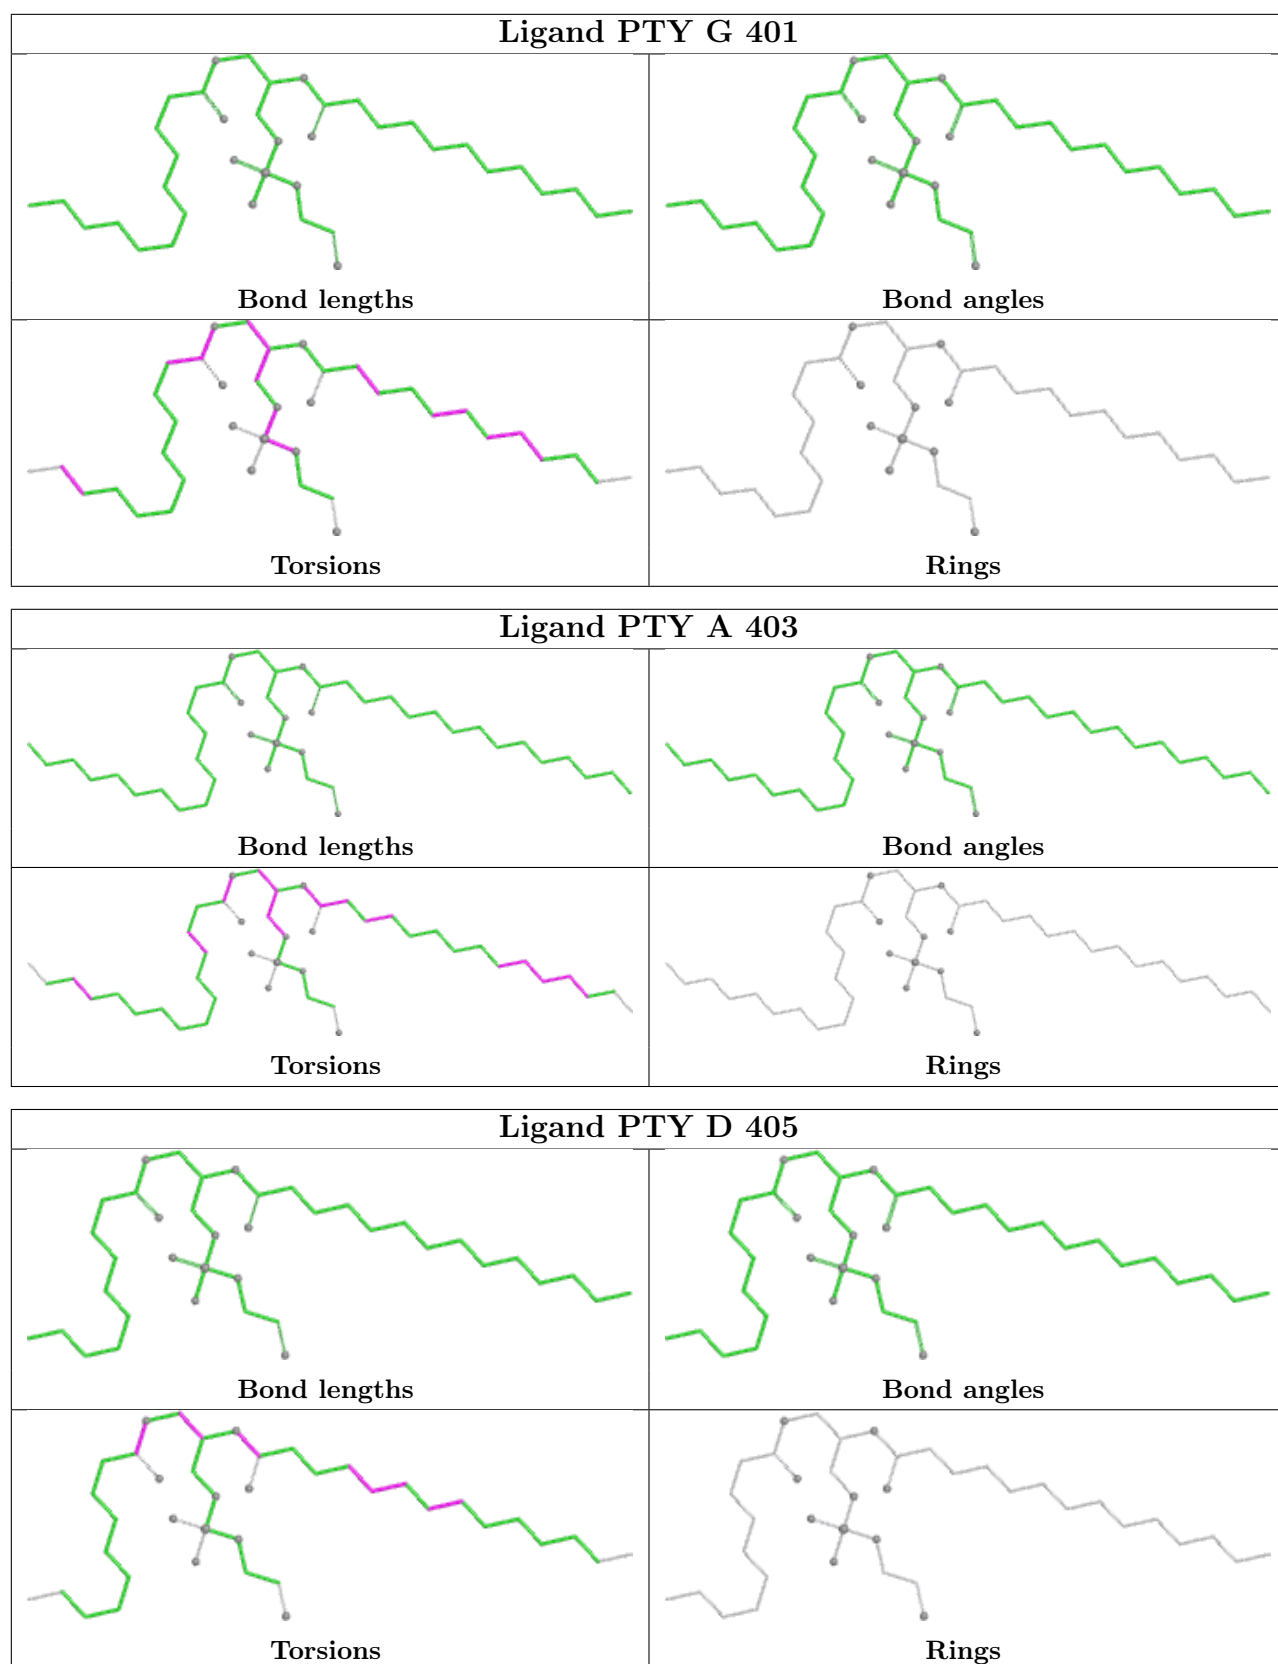 Ligand PTY G 401
Bond lengths
Bond angles
Torsions
Rings
Ligand PTY A 403
Bond lengths
Bond angles
Torsions
Rings
Ligand PTY D 405
Bond lengths
Bond angles
Torsions
Rings